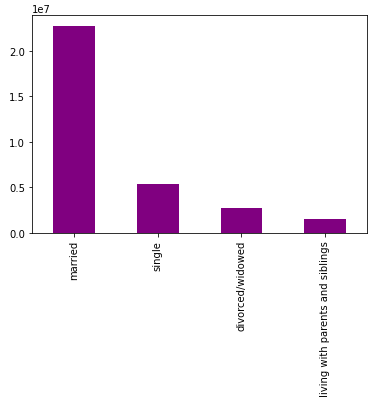 1e7
2.0
1.5
1.0
0.5
0.0
married
single
divorced/widowed
living with parents and siblings